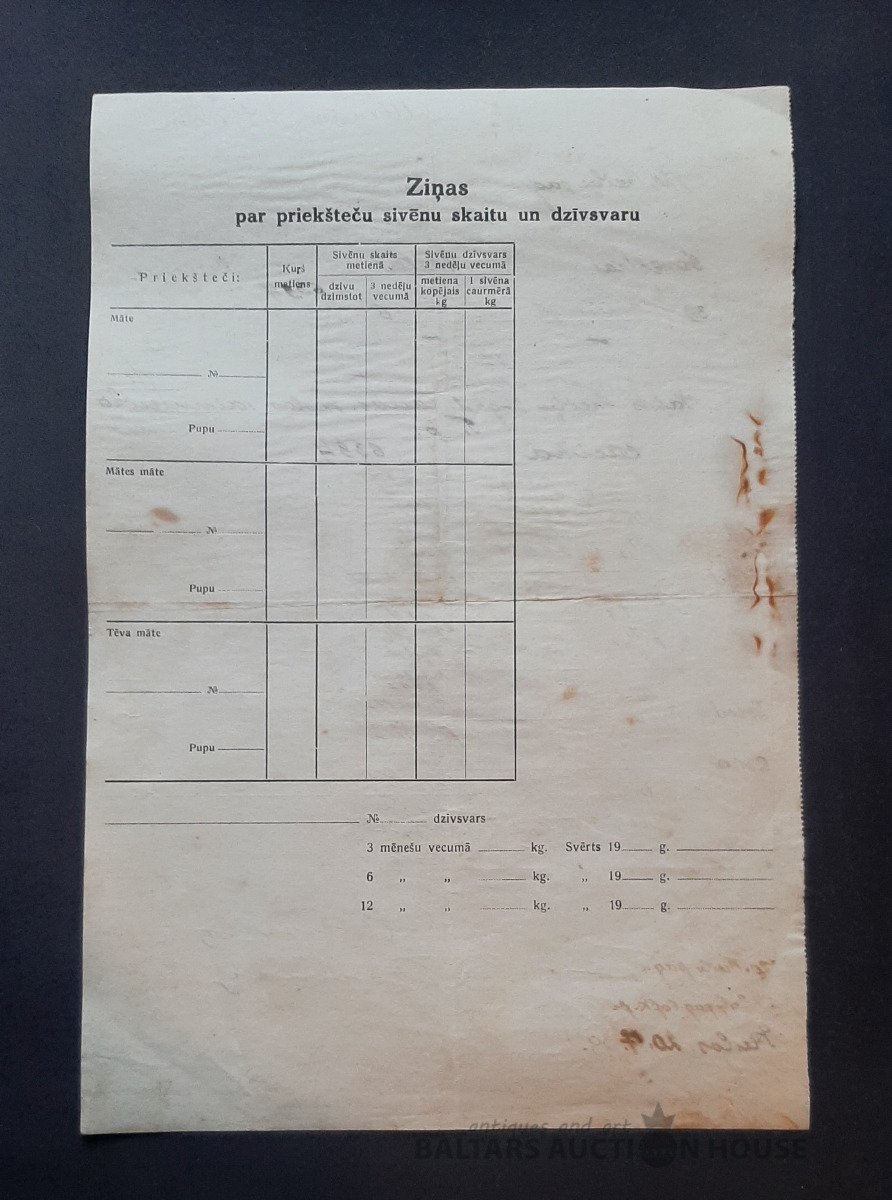 Ziņas
par priekšteču sivēnu skaitu un dzīvsvaru
Priekšteči:
Kurš metiens
Sivēnu skaits metienā
Sivēnu dzīvsvars 3 nedēļu vecumā
dzīvu dzimstot
3 nedēļu vecumā
metiena kopējais kg
1 sivēna caurmērā kg
Māte
№
Pupu
Mātes māte
№
Pupu
Tēva māte
№
Pupu
№ dzīvsvars
3 mēnešu vecumā kg. Svērts 19 g.
6 „ „ kg. „ 19 g.
12 „ „ kg. „ 19 g.
antiques and art
BALTARS AUCTION HOUSE